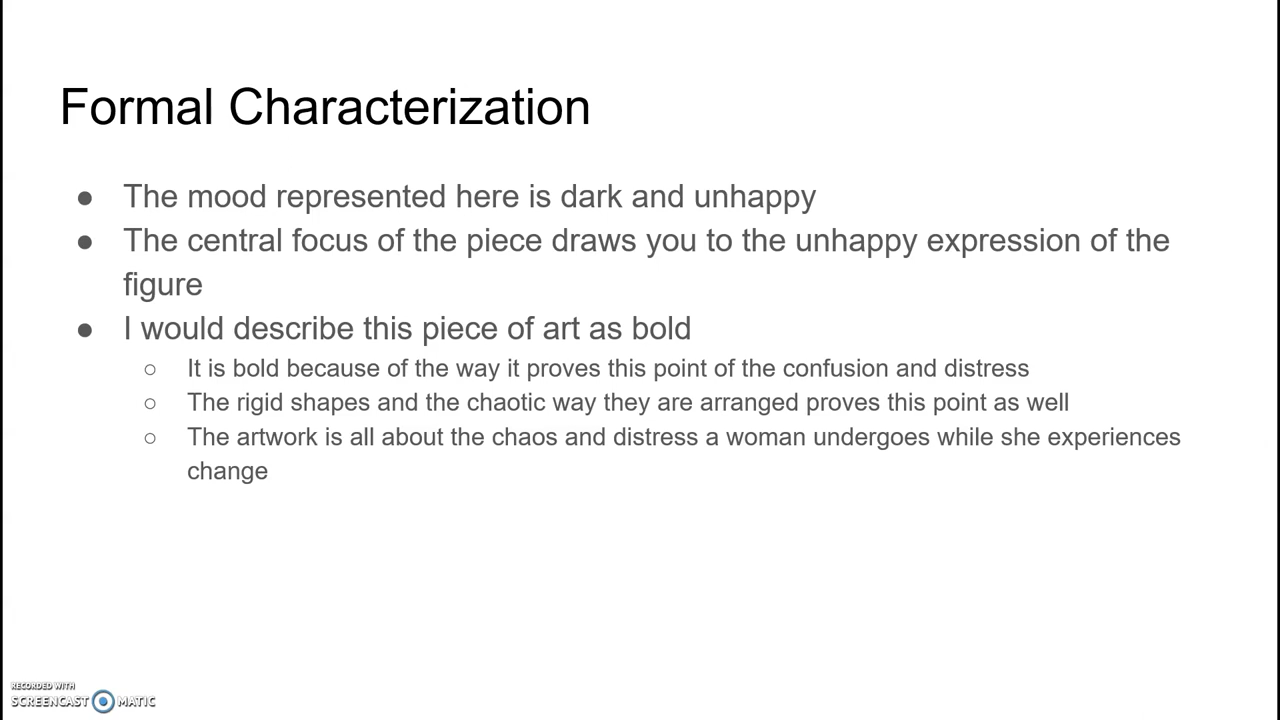 Formal Characterization
● The mood represented here is dark and unhappy
● The central focus of the piece draws you to the unhappy expression of the
figure
● I would describe this piece of art as bold
○ It is bold because of the way it proves this point of the confusion and distress
○ The rigid shapes and the chaotic way they are arranged proves this point as well
○ The artwork is all about the chaos and distress a woman undergoes while she experiences
change
RECORDED WITH
SCREENCAST MATIC